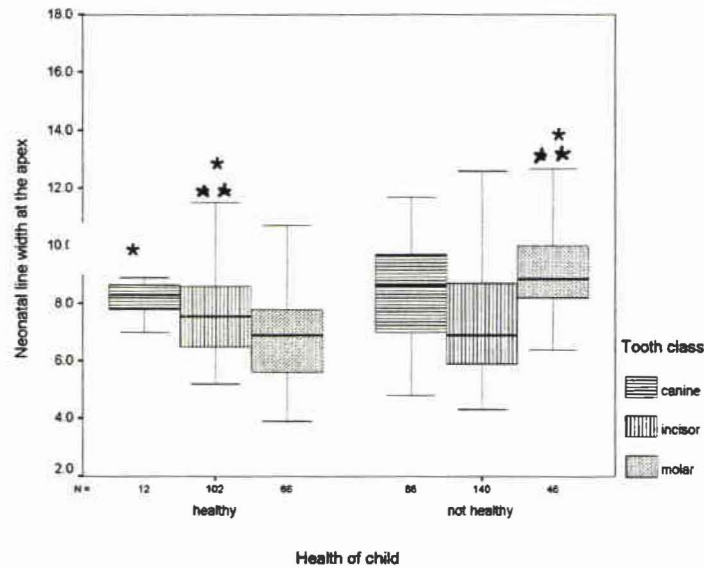 18.0
16.0
14.0
12.0
10.0
8.0
6.0
4.0
2.0
Neonatal line width at the apex
N = 12 102 66 86 140 46
healthy not healthy
Health of child
Tooth class
canine
incisor
molar